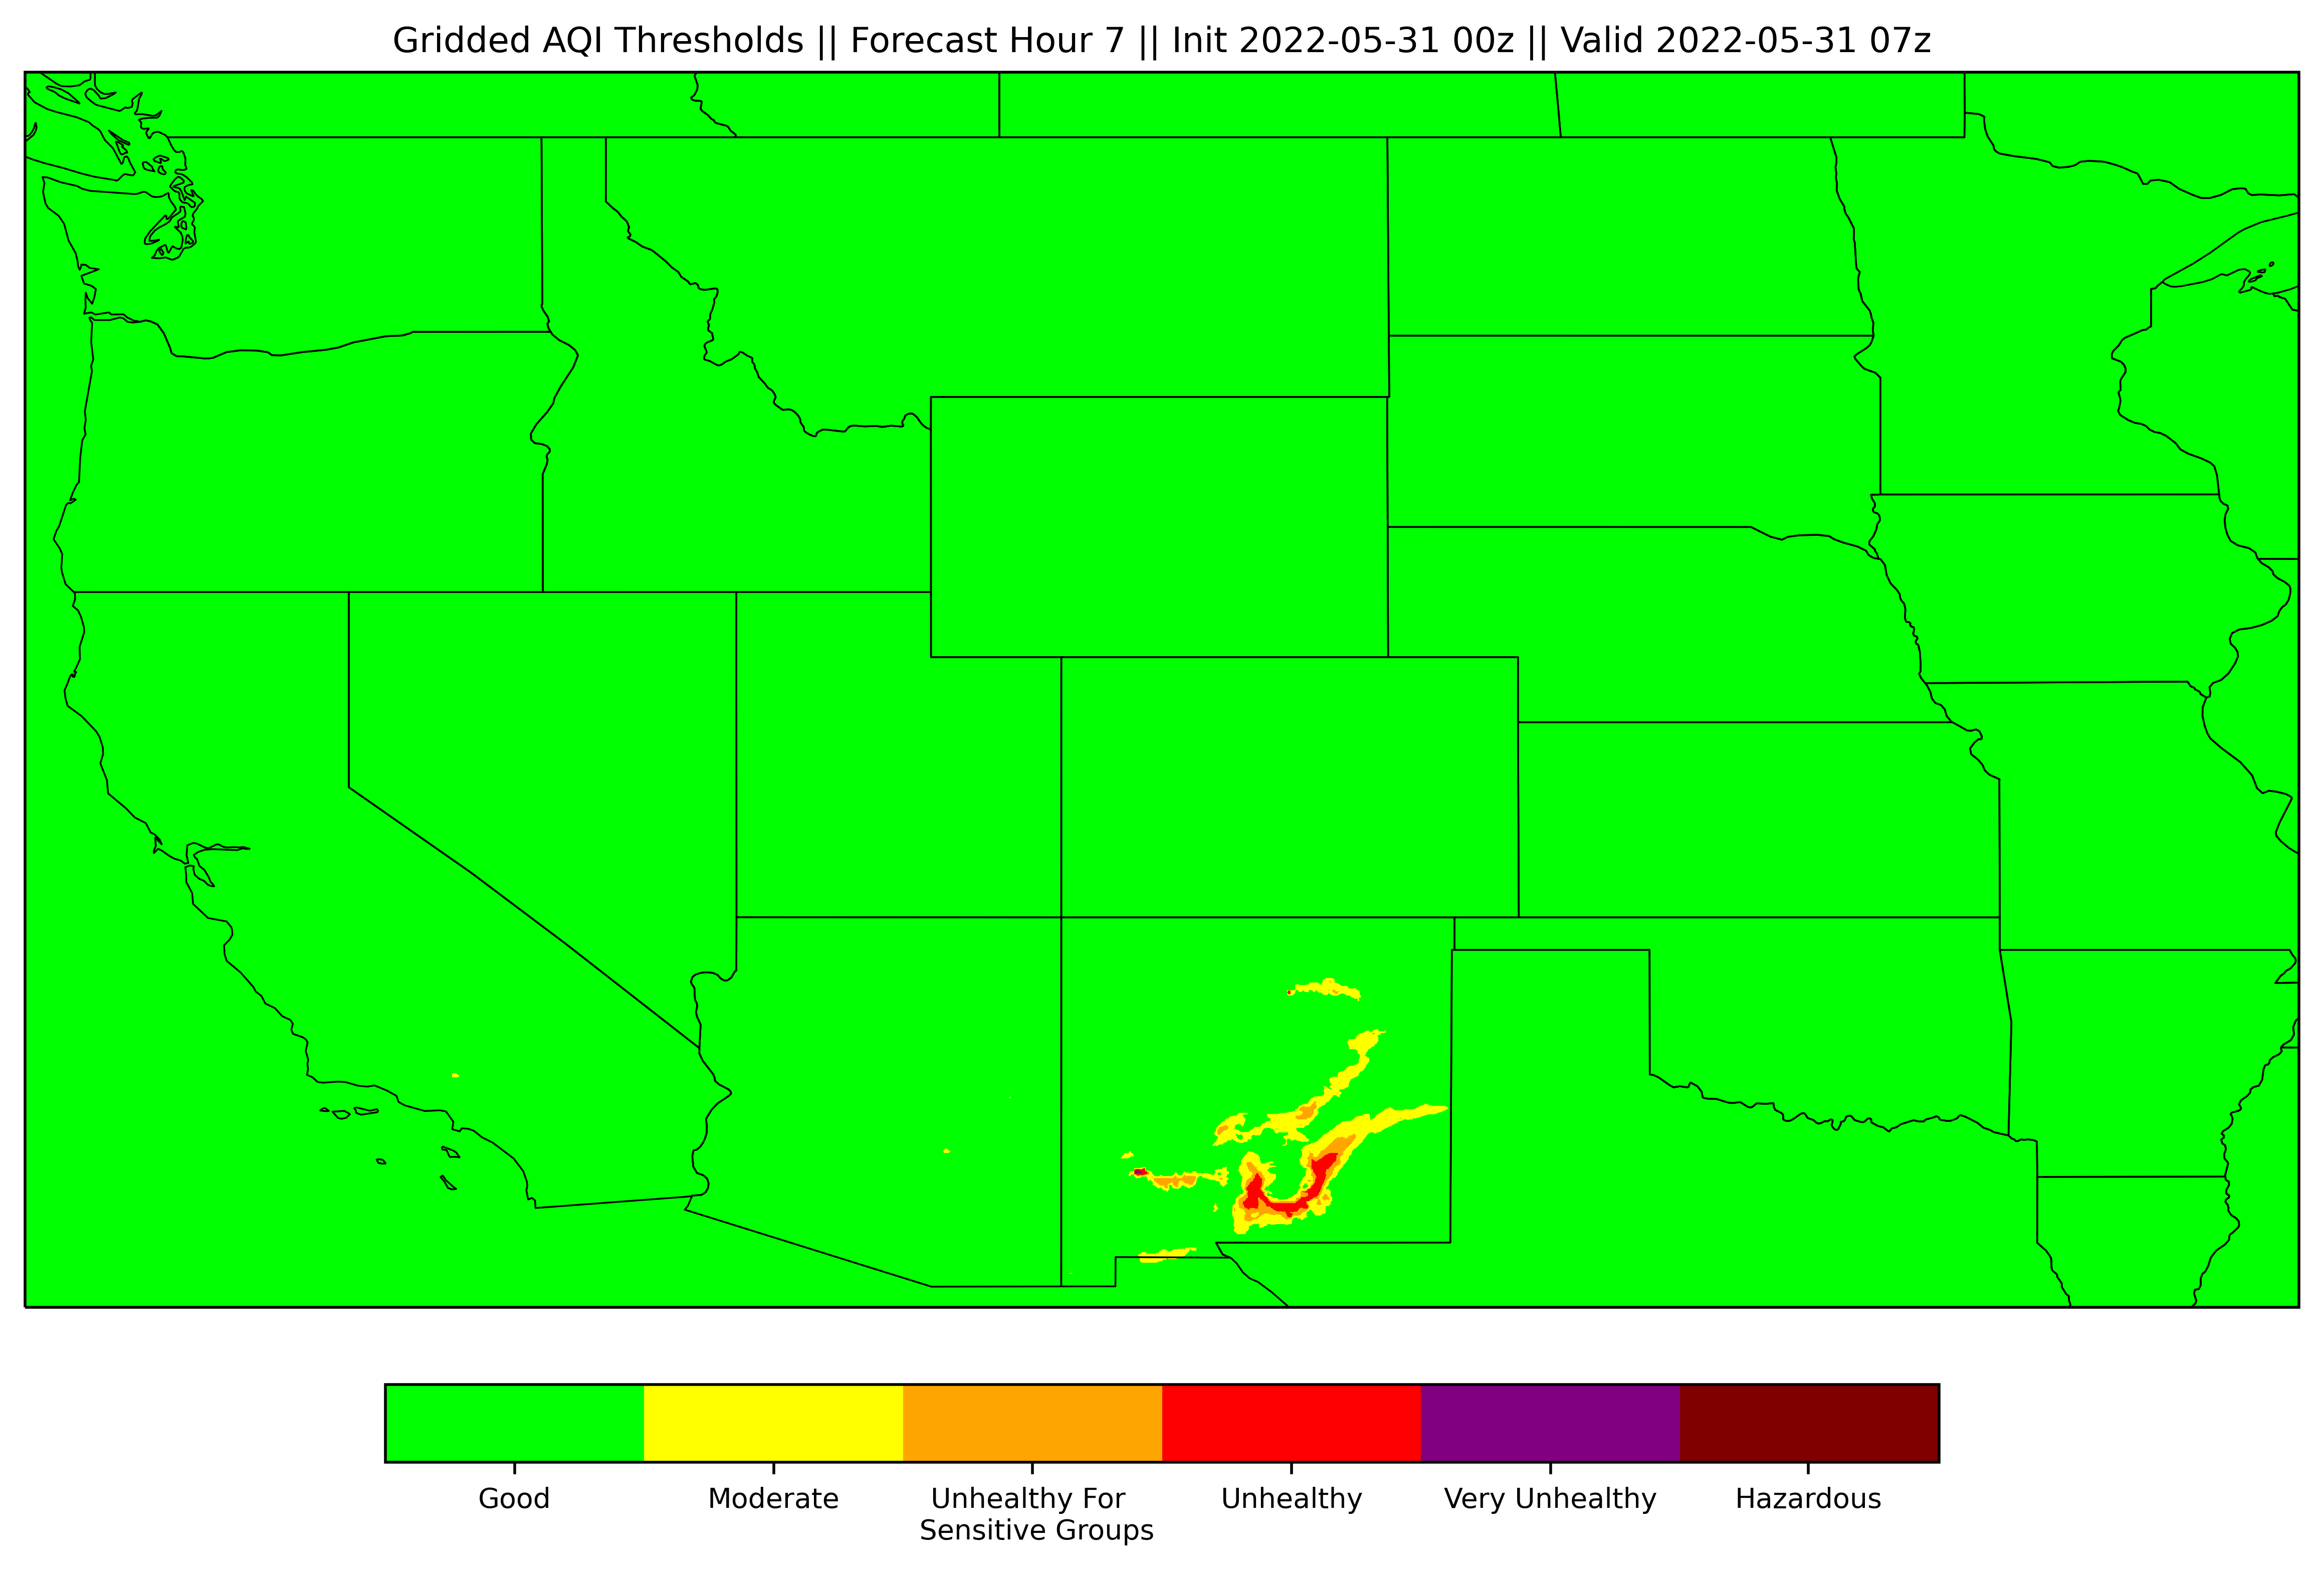 Gridded AQI Thresholds || Forecast Hour 7 || Init 2022-05-31 00z || Valid 2022-05-31 07z
Good
Moderate
Unhealthy For
Sensitive Groups
Unhealthy
Very Unhealthy
Hazardous